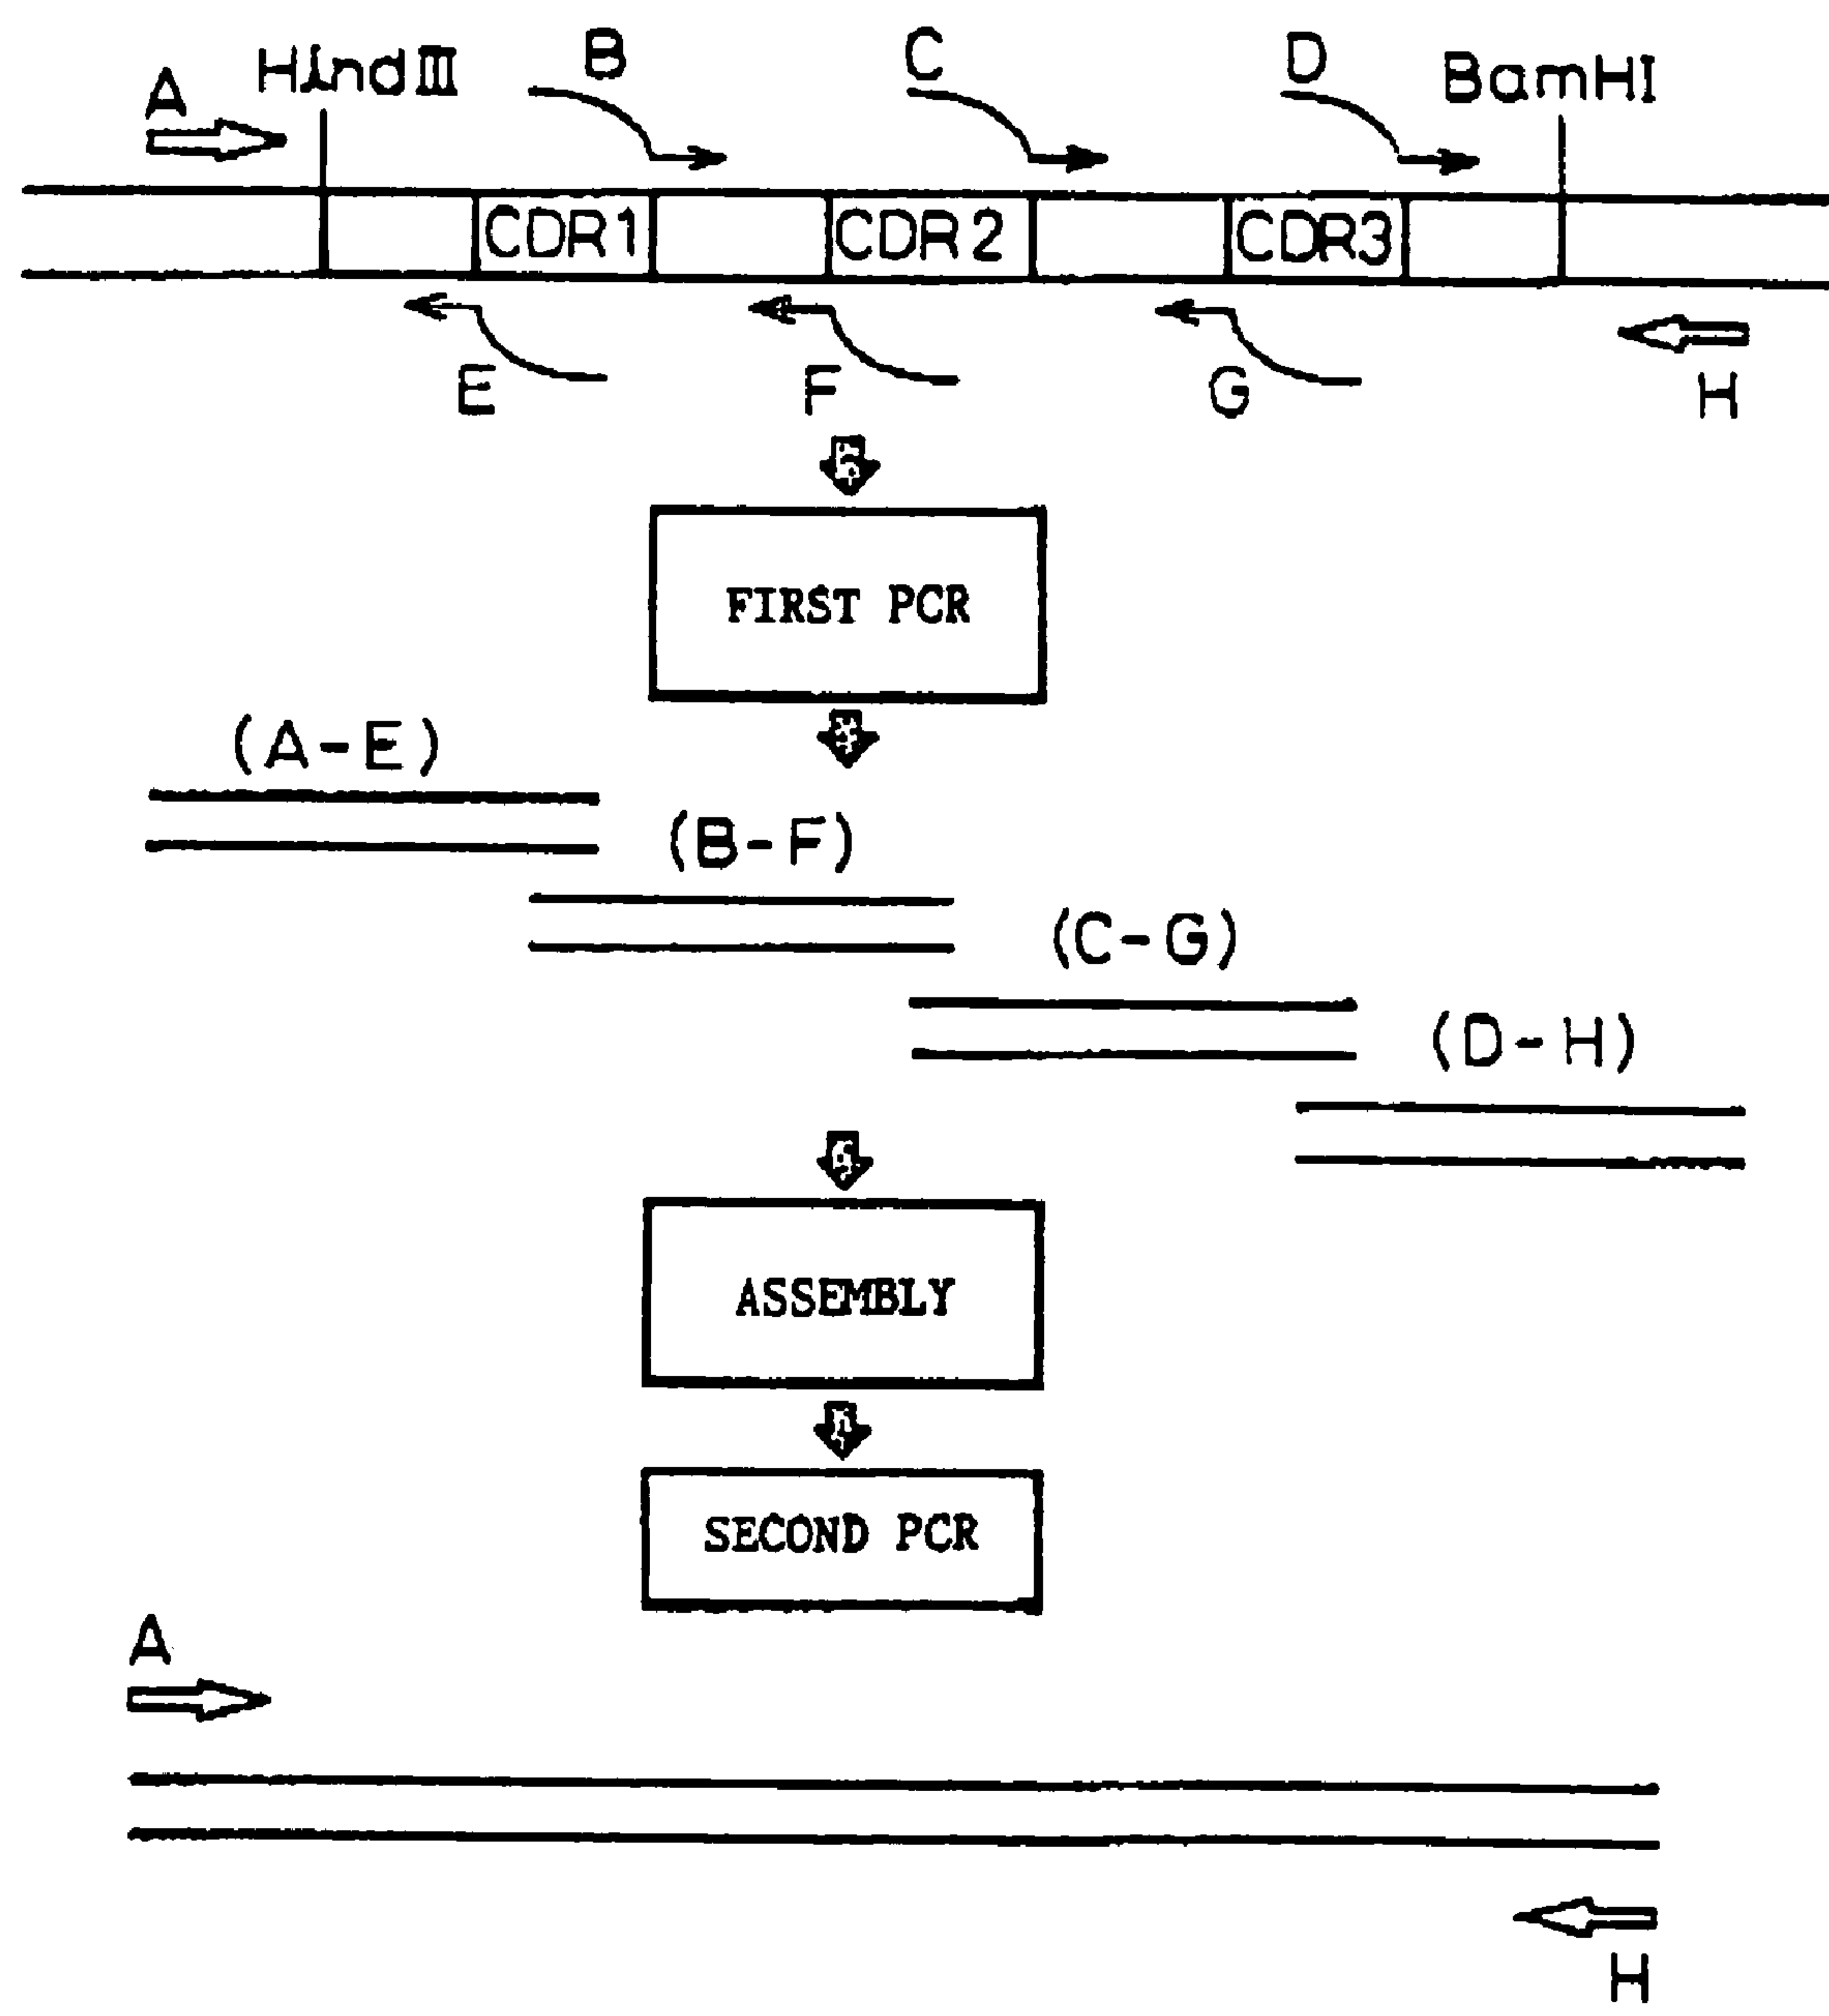 A HindIII B C D BamHI
CDR1 CDR2 CDR3
E F G H
FIRST PCR
(A-E)
(B-F)
(C-G)
(D-H)
ASSEMBLY
SECOND PCR
A
H